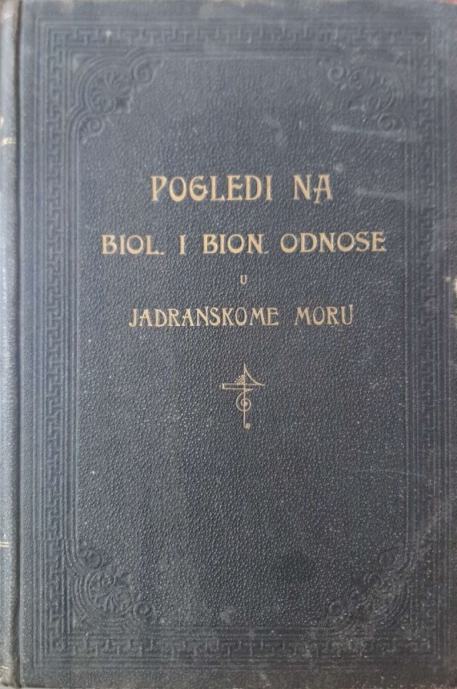 POGLEDI NA
BIOL. I BION. ODNOSE
U
JADRANSKOME MORU